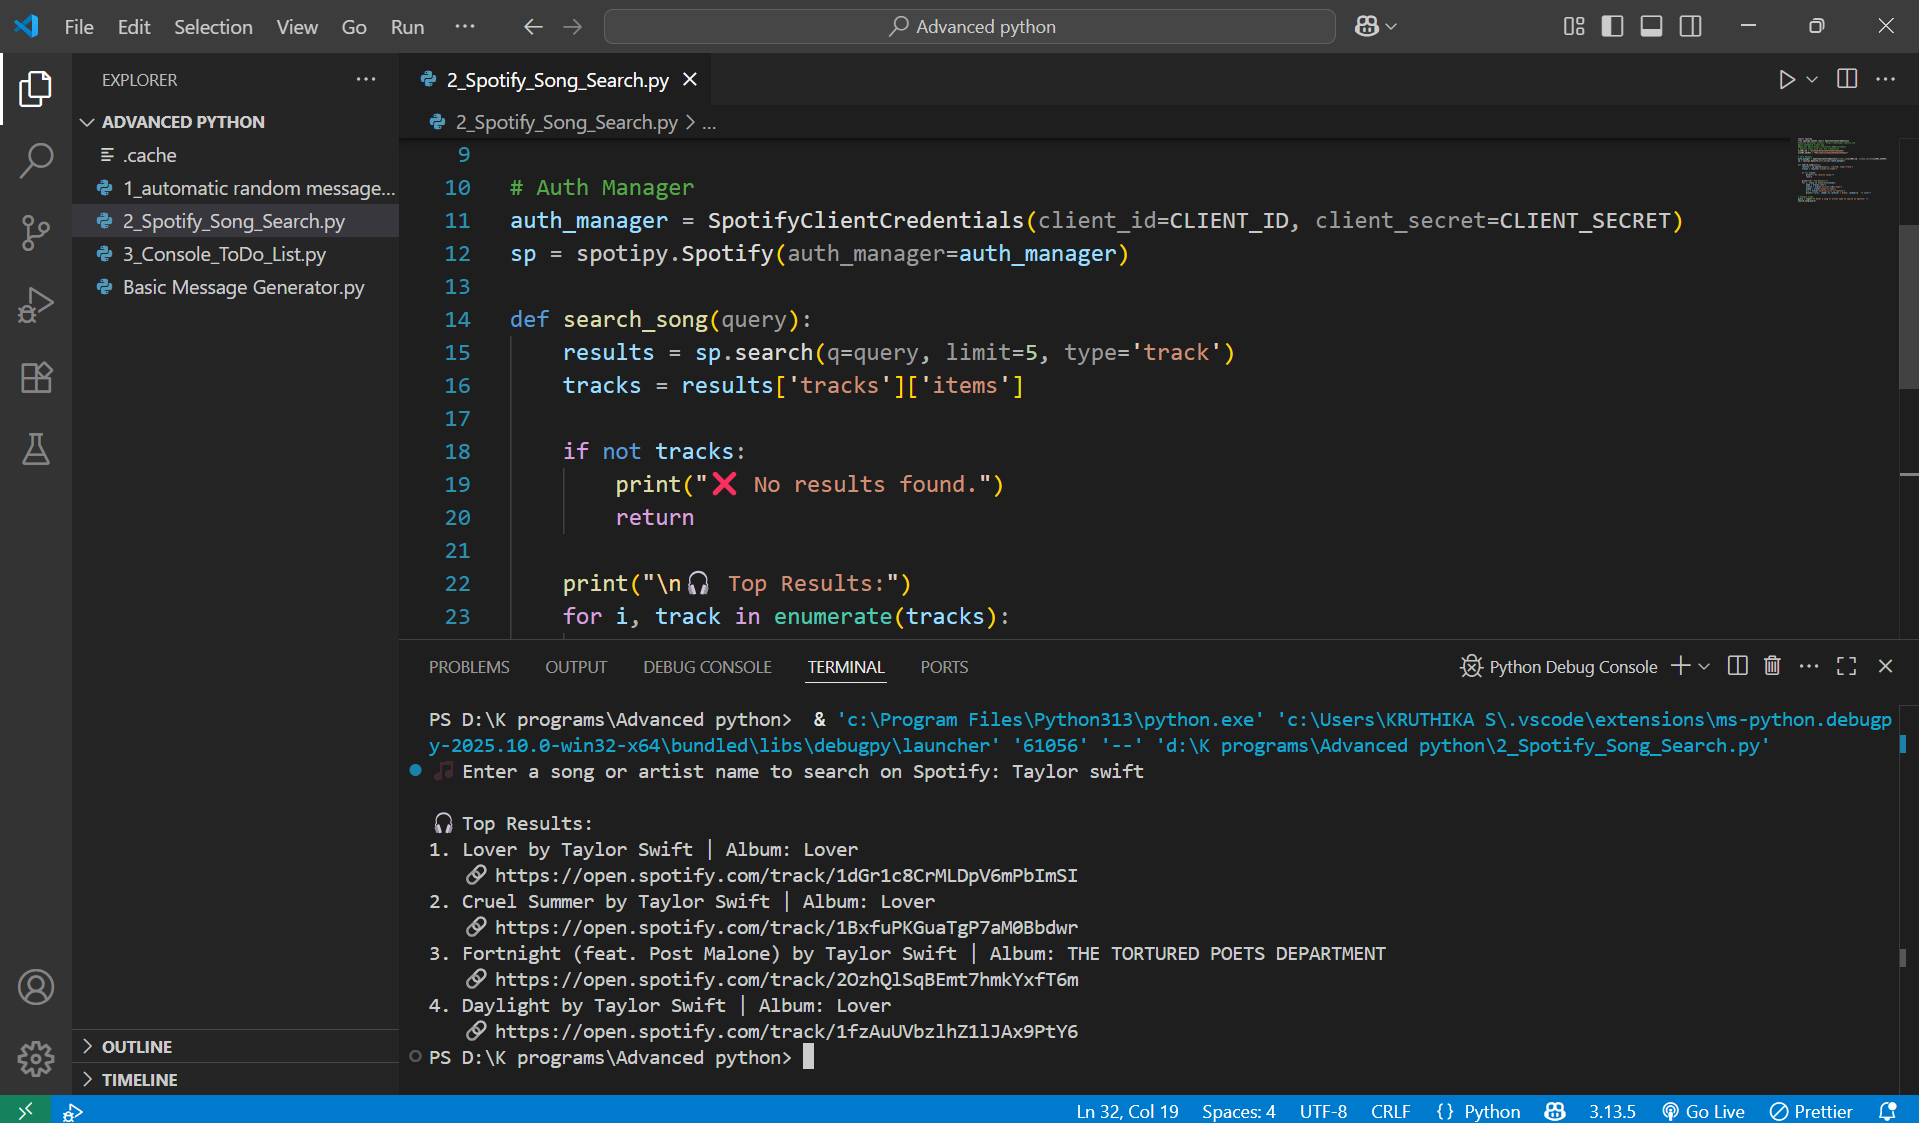 File Edit Selection View Go Run ··· Advanced python
EXPLORER ···
ADVANCED PYTHON
.cache
1_automatic random message...
2_Spotify_Song_Search.py
3_Console_ToDo_List.py
Basic Message Generator.py
OUTLINE
TIMELINE
2_Spotify_Song_Search.py
2_Spotify_Song_Search.py > ...
9
10 # Auth Manager
11 auth_manager = SpotifyClientCredentials(client_id=CLIENT_ID, client_secret=CLIENT_SECRET)
12 sp = spotipy.Spotify(auth_manager=auth_manager)
13
14 def search_song(query):
15     results = sp.search(q=query, limit=5, type='track')
16     tracks = results['tracks']['items']
17
18     if not tracks:
19         print("❌ No results found.")
20         return
21
22     print("\n🎧 Top Results:")
23     for i, track in enumerate(tracks):
PROBLEMS OUTPUT DEBUG CONSOLE TERMINAL PORTS Python Debug Console
PS D:\K programs\Advanced python>  & 'c:\Program Files\Python313\python.exe' 'c:\Users\KRUTHIKA S\.vscode\extensions\ms-python.debugp
y-2025.10.0-win32-x64\bundled\libs\debugpy\launcher' '61056' '--' 'd:\K programs\Advanced python\2_Spotify_Song_Search.py'
🎵 Enter a song or artist name to search on Spotify: Taylor swift
🎧 Top Results:
1. Lover by Taylor Swift | Album: Lover
🔗 https://open.spotify.com/track/1dGr1c8CrMLDpV6mPbImSI
2. Cruel Summer by Taylor Swift | Album: Lover
🔗 https://open.spotify.com/track/1BxfuPKGuaTgP7aM0Bbdwr
3. Fortnight (feat. Post Malone) by Taylor Swift | Album: THE TORTURED POETS DEPARTMENT
🔗 https://open.spotify.com/track/2OzhQlSqBEmt7hmkYxfT6m
4. Daylight by Taylor Swift | Album: Lover
🔗 https://open.spotify.com/track/1fzAuUVbzlhZ1lJAx9PtY6
PS D:\K programs\Advanced python>
Ln 32, Col 19 Spaces: 4 UTF-8 CRLF {} Python 3.13.5 Go Live Prettier